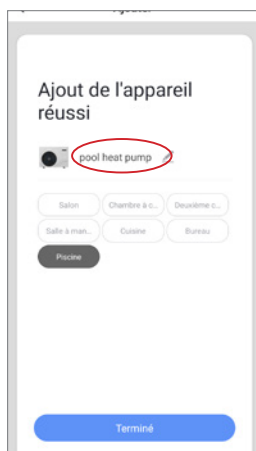 Ajout de l'appareil
réussi
pool heat pump
Salon Chambre à c... Deuxième c...
Salle à man... Cuisine Bureau
Piscine
Terminé